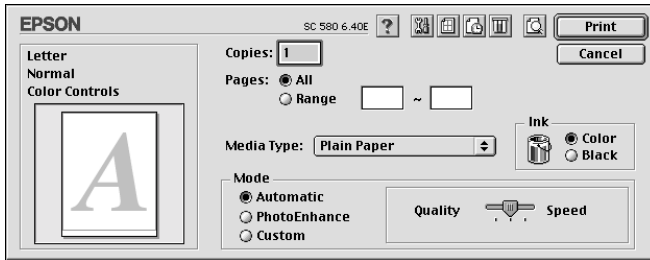 EPSON
SC 580 6.40E
?
Print
Cancel
Letter
Normal
Color Controls
A
Copies: 1
Pages: All
Range ~
Media Type: Plain Paper
Ink
Color
Black
Mode
Automatic
PhotoEnhance
Custom
Quality Speed